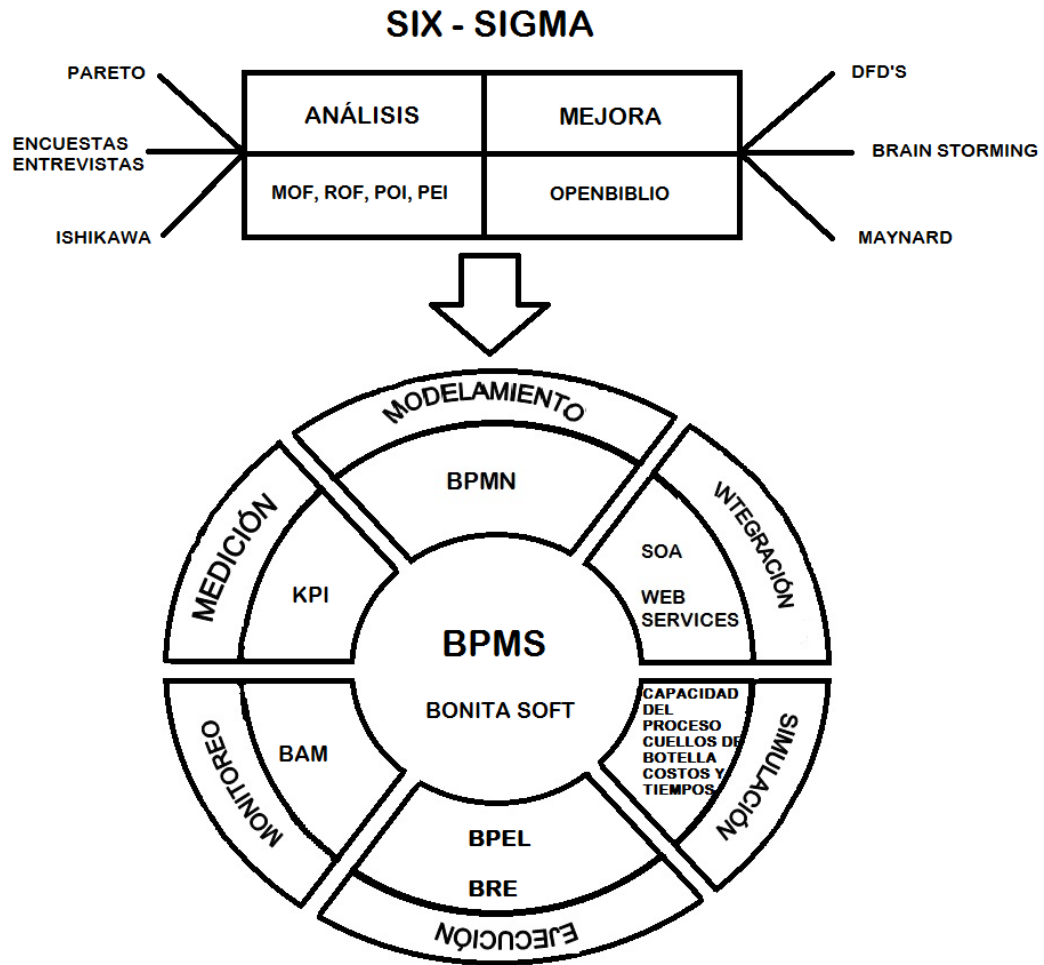 SIX - SIGMA
PARETO
ENCUESTAS
ENTREVISTAS
ISHIKAWA
ANÁLISIS
MEJORA
MOF, ROF, POI, PEI
OPENBIBLIO
DFD'S
BRAIN STORMING
MAYNARD
MODELAMIENTO
BPMN
INTEGRACIÓN
SOA
WEB
SERVICES
MEDICIÓN
KPI
BPMS
BONITA SOFT
CAPACIDAD
DEL
PROCESO
CUELLOS DE
BOTELLA
COSTOS Y
TIEMPOS
SIMULACIÓN
MONITOREO
BAM
BPEL
BRE
EJECUCIÓN